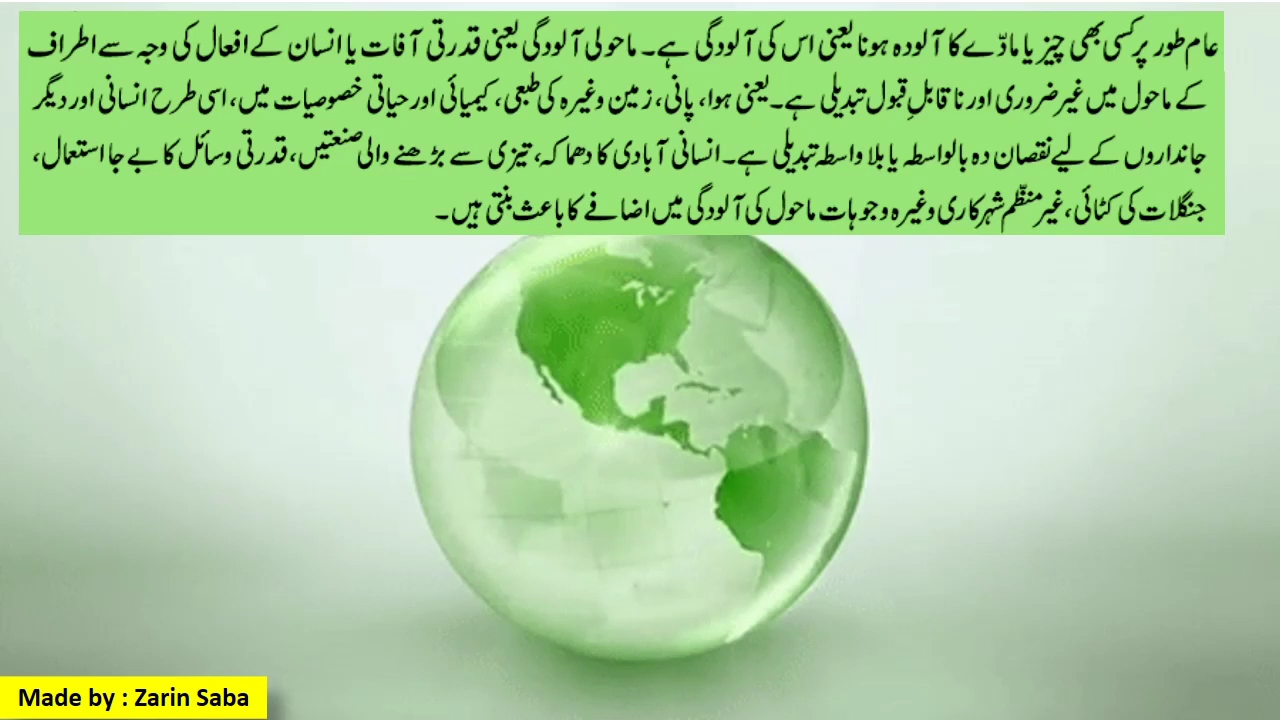 عام طور پر کسی بھی چیز یا مادّے کا آلودہ ہونا یعنی اس کی آلودگی ہے۔ ماحولی آلودگی یعنی قدرتی آفات یا انسان کے افعال کی وجہ سے اطراف
کے ماحول میں غیر ضروری اور ناقابلِ قبول تبدیلی ہے۔ یعنی ہوا، پانی، زمین وغیرہ کی طبعی، کیمیائی اور حیاتی خصوصیات میں، اسی طرح انسانی اور دیگر
جانداروں کے لیے نقصان دہ بالواسطہ یا بلا واسطہ تبدیلی ہے۔ انسانی آبادی کا دھماکہ، تیزی سے بڑھنے والی صنعتیں، قدرتی وسائل کا بے جا استعمال،
جنگلات کی کٹائی، غیر منظّم شہر کاری وغیرہ وجوہات ماحول کی آلودگی میں اضافے کا باعث بنتی ہیں۔
Made by : Zarin Saba